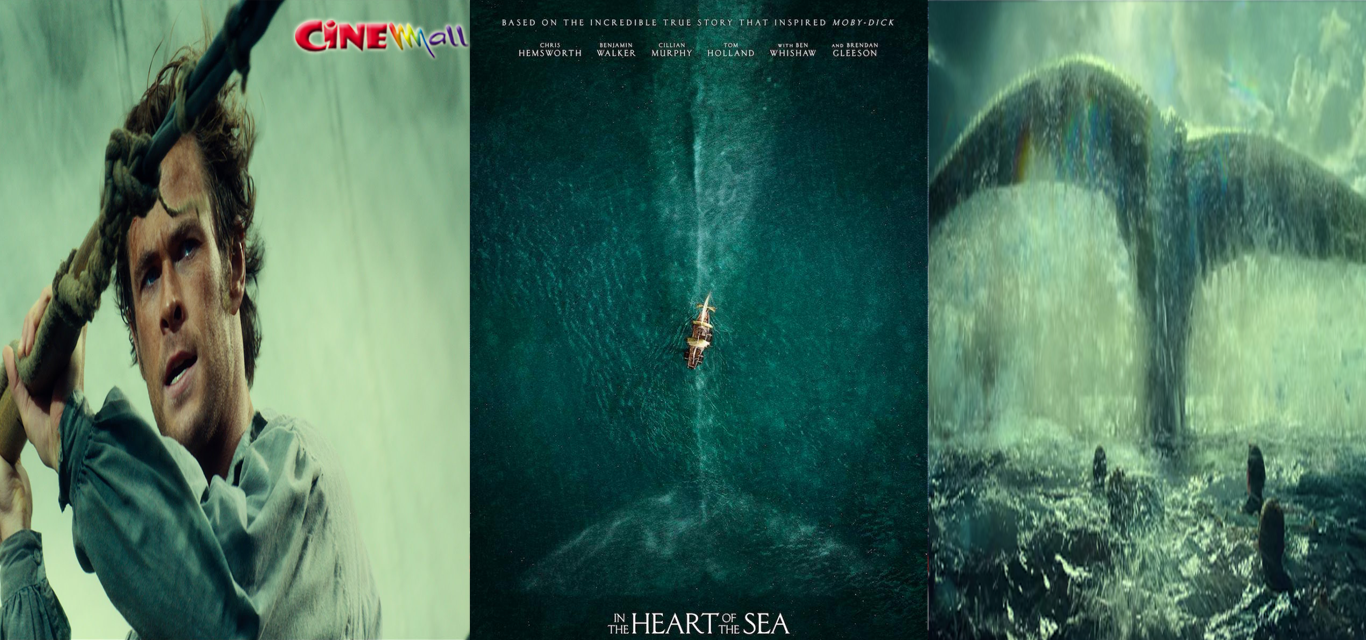 CiNEMall
BASED ON THE INCREDIBLE TRUE STORY THAT INSPIRED MOBY-DICK
CHRIS HEMSWORTH BENJAMIN WALKER CILLIAN MURPHY TOM HOLLAND WITH BEN WHISHAW AND BRENDAN GLEESON
IN THE HEART OF THE SEA